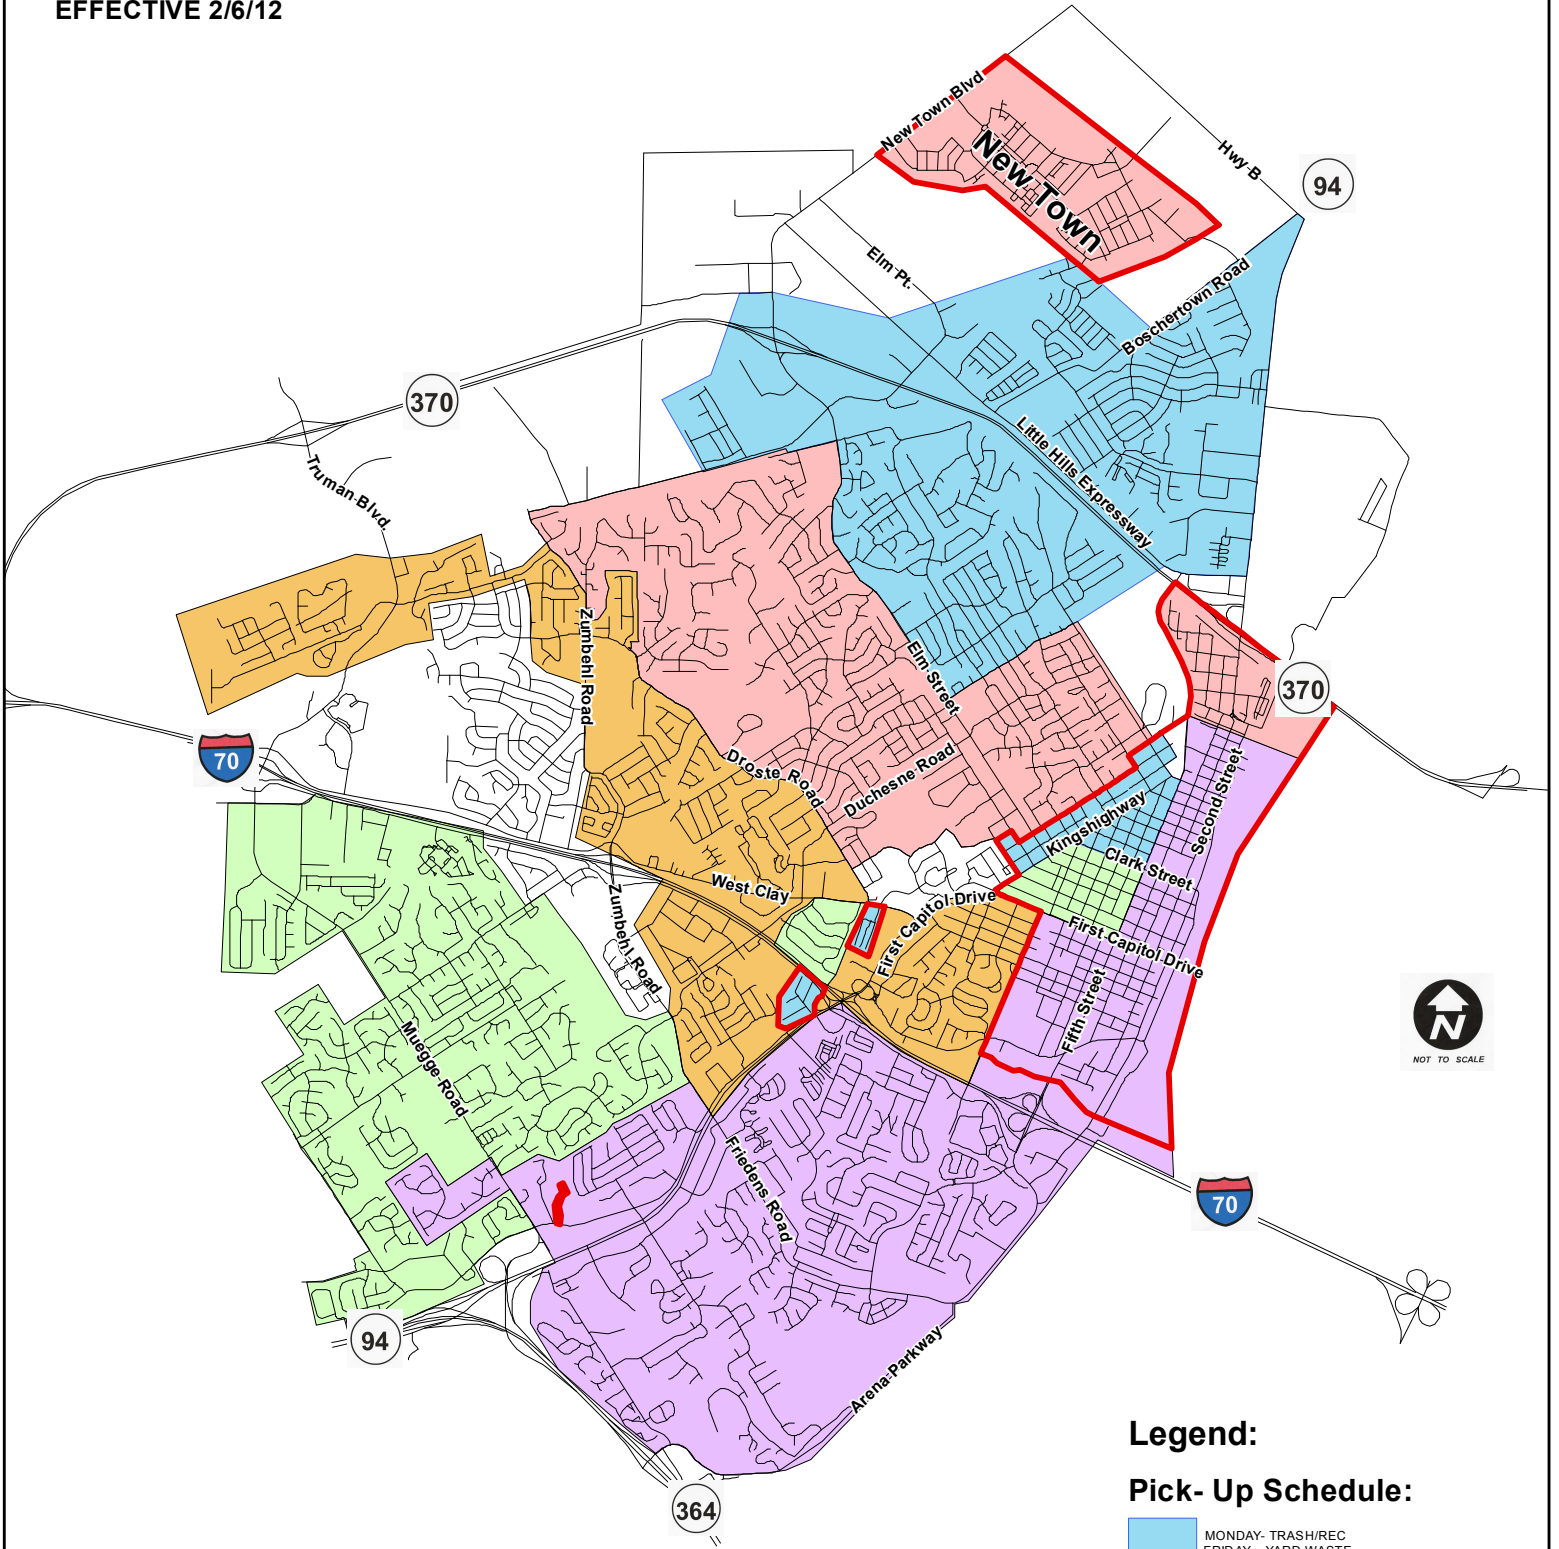 EFFECTIVE 2/6/12
New Town Blvd
New Town
Hwy B
94
Elm Pt.
Boschertown Road
370
Little Hills Expressway
Truman Blvd.
Zumbehl Road
Elm Street
370
70
Droste Road
Duchesne Road
Second Street
Kingshighway
Clark Street
West Clay
Zumbehl Road
First Capitol Drive
First Capitol Drive
Fifth Street
N
NOT TO SCALE
Muegge Road
Friedens Road
70
94
Arena Parkway
364
Legend:
Pick- Up Schedule:
MONDAY- TRASH/REC
FRIDAY - YARD WASTE